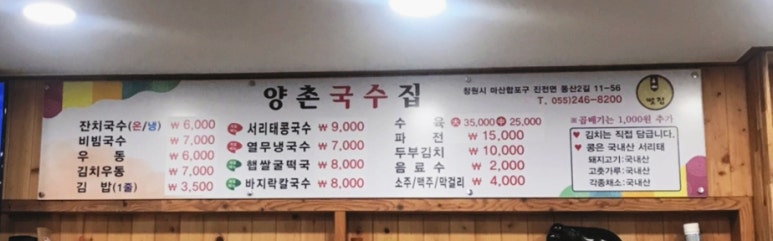 양촌국수집
창원시 마산합포구 진전면 동산2길 11-56
T. 055)246-8200
잔치국수(온/냉) ₩ 6,000
비빔국수 ₩ 7,000
우 동 ₩ 6,000
김치우동 ₩ 7,000
김 밥 (1줄) ₩ 3,500
서리태콩국수 ₩ 9,000
열무냉국수 ₩ 7,000
햅쌀굴떡국 ₩ 8,000
바지락칼국수 ₩ 8,000
수 육 大 35,000 中 25,000
파 전 ₩ 15,000
두부김치 ₩ 10,000
음 료 수 ₩ 2,000
소주/맥주/막걸리 ₩ 4,000
※곱빼기는 1,000원 추가
♥ 김치는 직접 담급니다.
♥ 콩은 국내산 서리태
돼지고기:국내산
고춧가루:국내산
각종채소:국내산